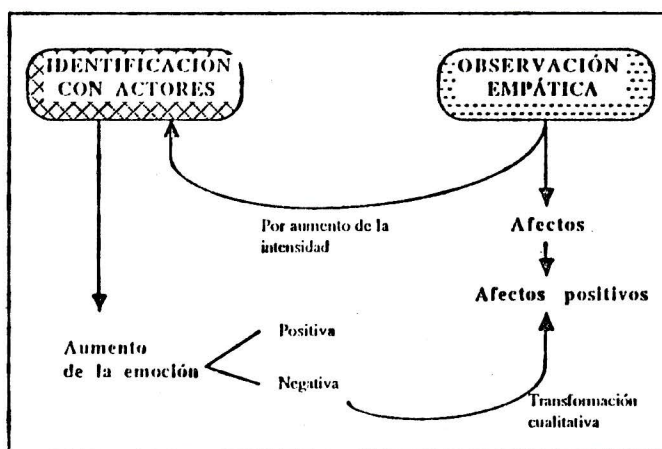 IDENTIFICACIÓN
CON ACTORES
OBSERVACIÓN
EMPÁTICA
Por aumento de la
intensidad
Afectos
Afectos positivos
Aumento
de la emoción
Positiva
Negativa
Transformación
cualitativa